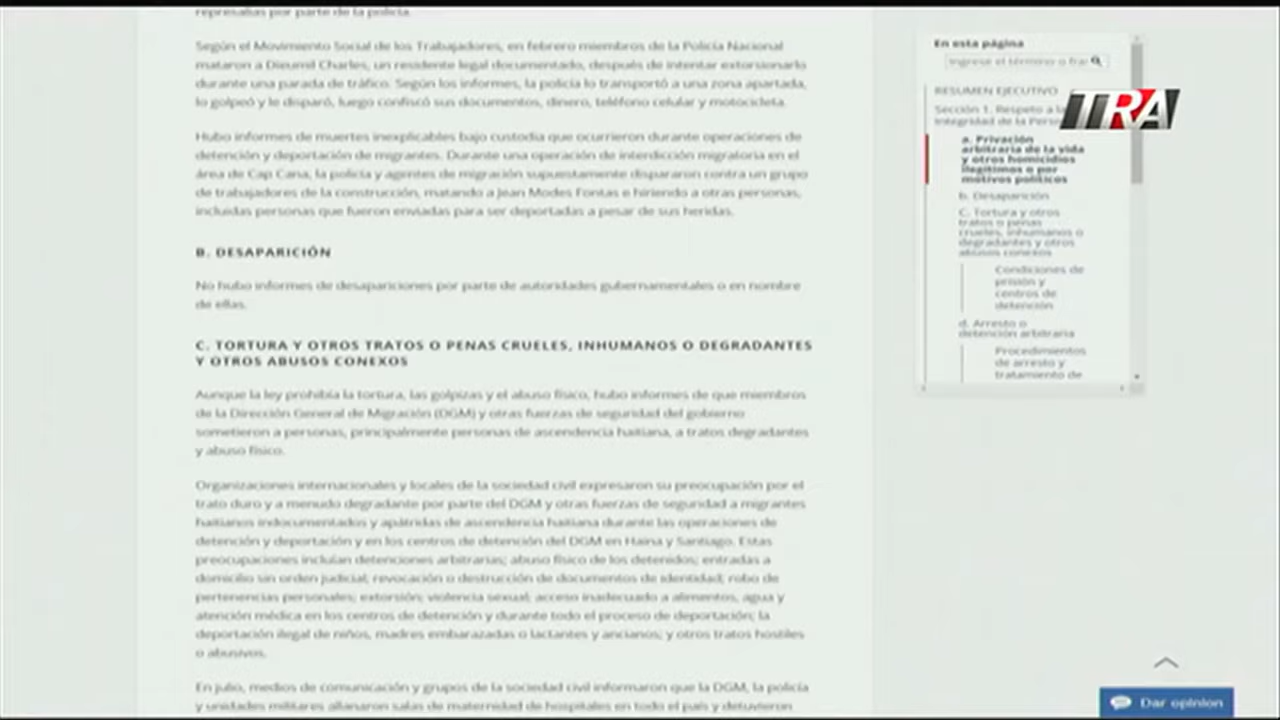 represalias por parte de la policía.
Según el Movimiento Social de los Trabajadores, en febrero miembros de la Policía Nacional
mataron a Dieumil Charles, un residente legal documentado, después de intentar extorsionarlo
durante una parada de tráfico. Según los informes, la policía lo transportó a una zona apartada,
lo golpeó y le disparó, luego confiscó sus documentos, dinero, teléfono celular y motocicleta.
Hubo informes de muertes inexplicables bajo custodia que ocurrieron durante operaciones de
detención y deportación de migrantes. Durante una operación de interdicción migratoria en el
área de Cap Cana, la policía y agentes de migración supuestamente dispararon contra un grupo
de trabajadores de la construcción, matando a Jean Modes Fontas e hiriendo a otras personas,
incluidas personas que fueron enviadas para ser deportadas a pesar de sus heridas.
B. DESAPARICIÓN
No hubo informes de desapariciones por parte de autoridades gubernamentales o en nombre
de ellas.
C. TORTURA Y OTROS TRATOS O PENAS CRUELES, INHUMANOS O DEGRADANTES
Y OTROS ABUSOS CONEXOS
Aunque la ley prohibía la tortura, las golpizas y el abuso físico, hubo informes de que miembros
de la Dirección General de Migración (DGM) y otras fuerzas de seguridad del gobierno
sometieron a personas, principalmente personas de ascendencia haitiana, a tratos degradantes
y abuso físico.
Organizaciones internacionales y locales de la sociedad civil expresaron su preocupación por el
trato duro y a menudo degradante por parte del DGM y otras fuerzas de seguridad a migrantes
haitianos indocumentados y apátridas de ascendencia haitiana durante las operaciones de
detención y deportación y en los centros de detención del DGM en Haina y Santiago. Estas
preocupaciones incluían detenciones arbitrarias; abuso físico de los detenidos; entradas a
domicilio sin orden judicial; revocación o destrucción de documentos de identidad; robo de
pertenencias personales; extorsión; violencia sexual; acceso inadecuado a alimentos, agua y
atención médica en los centros de detención y durante todo el proceso de deportación; la
deportación ilegal de niños, madres embarazadas o lactantes y ancianos; y otros tratos hostiles
o abusivos.
En julio, medios de comunicación y grupos de la sociedad civil informaron que la DGM, la policía
y unidades militares allanaron salas de maternidad de hospitales en todo el país y detuvieron
En esta página
Ingrese el término o frar
RESUMEN EJECUTIVO
Sección 1. Respeto a la
Integridad de la Perso
a. Privación
arbitraria de la vida
y otros homicidios
ilegítimos o por
motivos políticos
b. Desaparición
C. Tortura y otros
tratos o penas
crueles, inhumanos o
degradantes y otros
abusos conexos
Condiciones de
prisión y
centros de
detención
d. Arresto o
detención arbitraria
Procedimientos
de arresto y
tratamiento de
TRA
Dar opinion